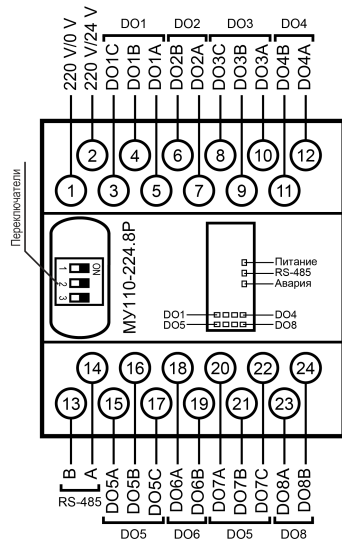 DO1 DO2 DO3 DO4
220 V/0 V
220 V/24 V
DO1C
DO1B
DO1A
DO2B
DO2A
DO3C
DO3B
DO3A
DO4B
DO4A
2 4 6 8 10 12
1 3 5 7 9 11
Переключатели
ON
1
2
3
МУ110-224.8Р
Питание
RS-485
Авария
DO1 DO4
DO5 DO8
14 16 18 20 22 24
13 15 17 19 21 23
B
A
DO5A
DO5B
DO5C
DO6A
DO6B
DO7A
DO7B
DO7C
DO8A
DO8B
RS-485
DO5 DO6 DO5 DO8